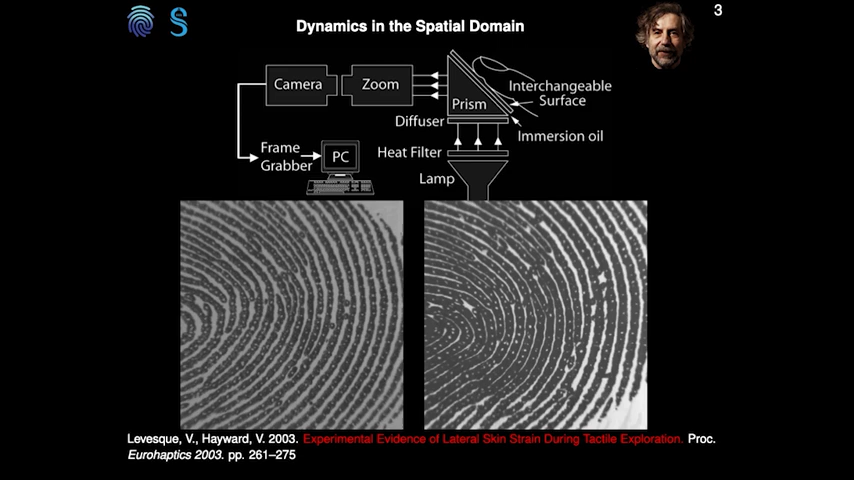 Dynamics in the Spatial Domain
3
Camera
Zoom
Prism
Interchangeable
Surface
Diffuser
Immersion oil
Frame
Grabber
PC
Heat Filter
Lamp
Levesque, V., Hayward, V. 2003. Experimental Evidence of Lateral Skin Strain During Tactile Exploration. Proc.
Eurohaptics 2003. pp. 261–275